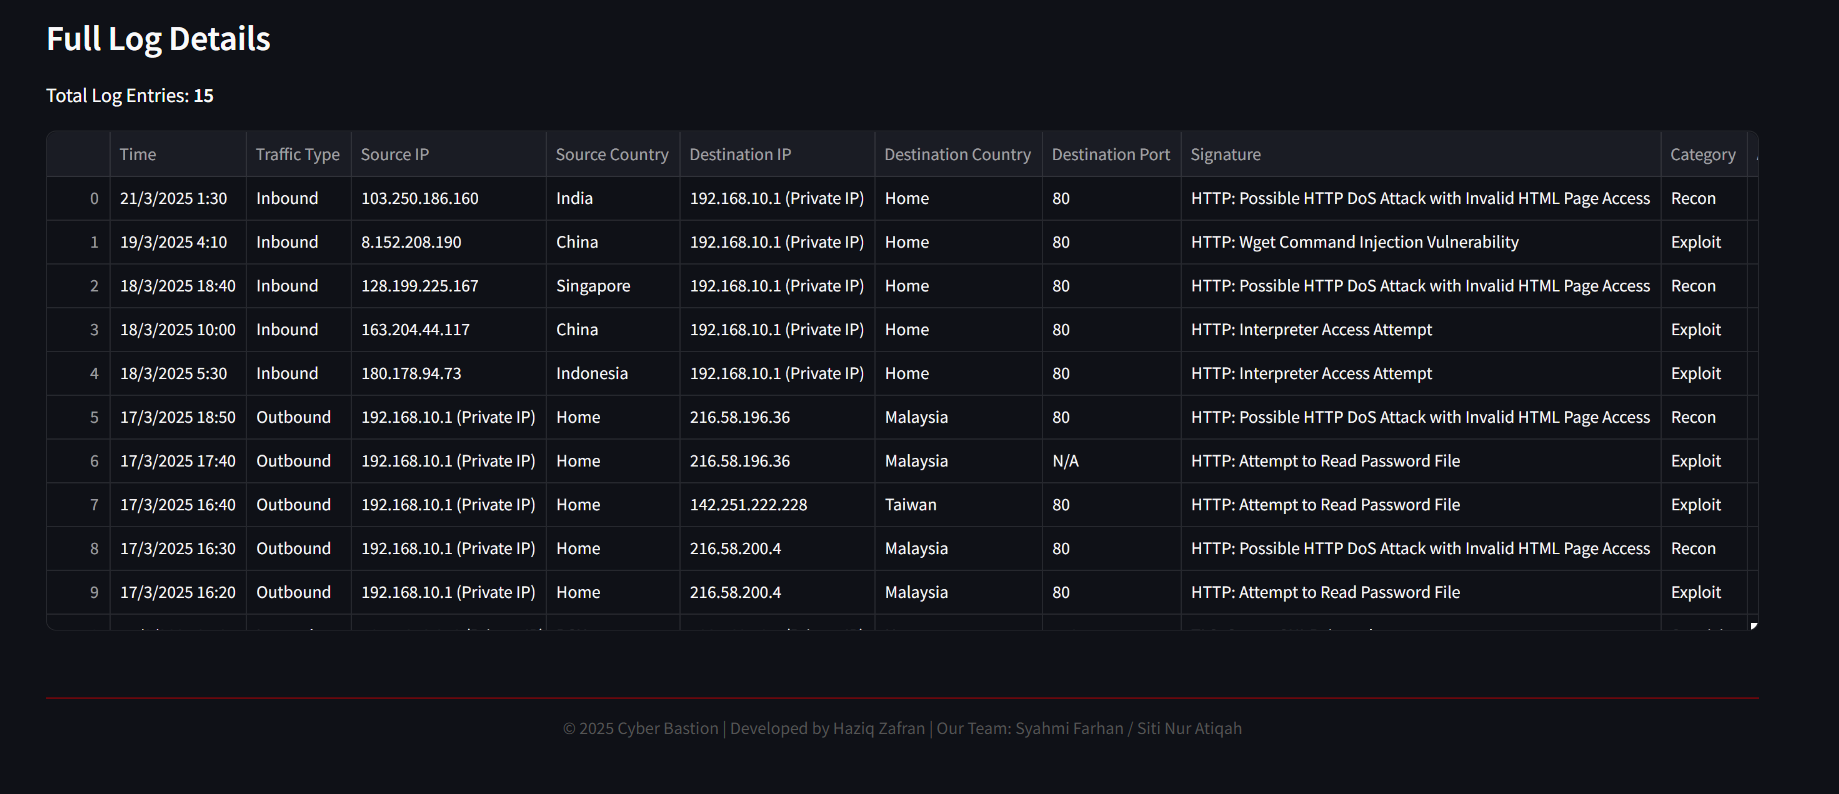 Full Log Details
Total Log Entries: 15
Time Traffic Type Source IP Source Country Destination IP Destination Country Destination Port Signature Category
0 21/3/2025 1:30 Inbound 103.250.186.160 India 192.168.10.1 (Private IP) Home 80 HTTP: Possible HTTP DoS Attack with Invalid HTML Page Access Recon
1 19/3/2025 4:10 Inbound 8.152.208.190 China 192.168.10.1 (Private IP) Home 80 HTTP: Wget Command Injection Vulnerability Exploit
2 18/3/2025 18:40 Inbound 128.199.225.167 Singapore 192.168.10.1 (Private IP) Home 80 HTTP: Possible HTTP DoS Attack with Invalid HTML Page Access Recon
3 18/3/2025 10:00 Inbound 163.204.44.117 China 192.168.10.1 (Private IP) Home 80 HTTP: Interpreter Access Attempt Exploit
4 18/3/2025 5:30 Inbound 180.178.94.73 Indonesia 192.168.10.1 (Private IP) Home 80 HTTP: Interpreter Access Attempt Exploit
5 17/3/2025 18:50 Outbound 192.168.10.1 (Private IP) Home 216.58.196.36 Malaysia 80 HTTP: Possible HTTP DoS Attack with Invalid HTML Page Access Recon
6 17/3/2025 17:40 Outbound 192.168.10.1 (Private IP) Home 216.58.196.36 Malaysia N/A HTTP: Attempt to Read Password File Exploit
7 17/3/2025 16:40 Outbound 192.168.10.1 (Private IP) Home 142.251.222.228 Taiwan 80 HTTP: Attempt to Read Password File Exploit
8 17/3/2025 16:30 Outbound 192.168.10.1 (Private IP) Home 216.58.200.4 Malaysia 80 HTTP: Possible HTTP DoS Attack with Invalid HTML Page Access Recon
9 17/3/2025 16:20 Outbound 192.168.10.1 (Private IP) Home 216.58.200.4 Malaysia 80 HTTP: Attempt to Read Password File Exploit
© 2025 Cyber Bastion | Developed by Haziq Zafran | Our Team: Syahmi Farhan / Siti Nur Atiqah